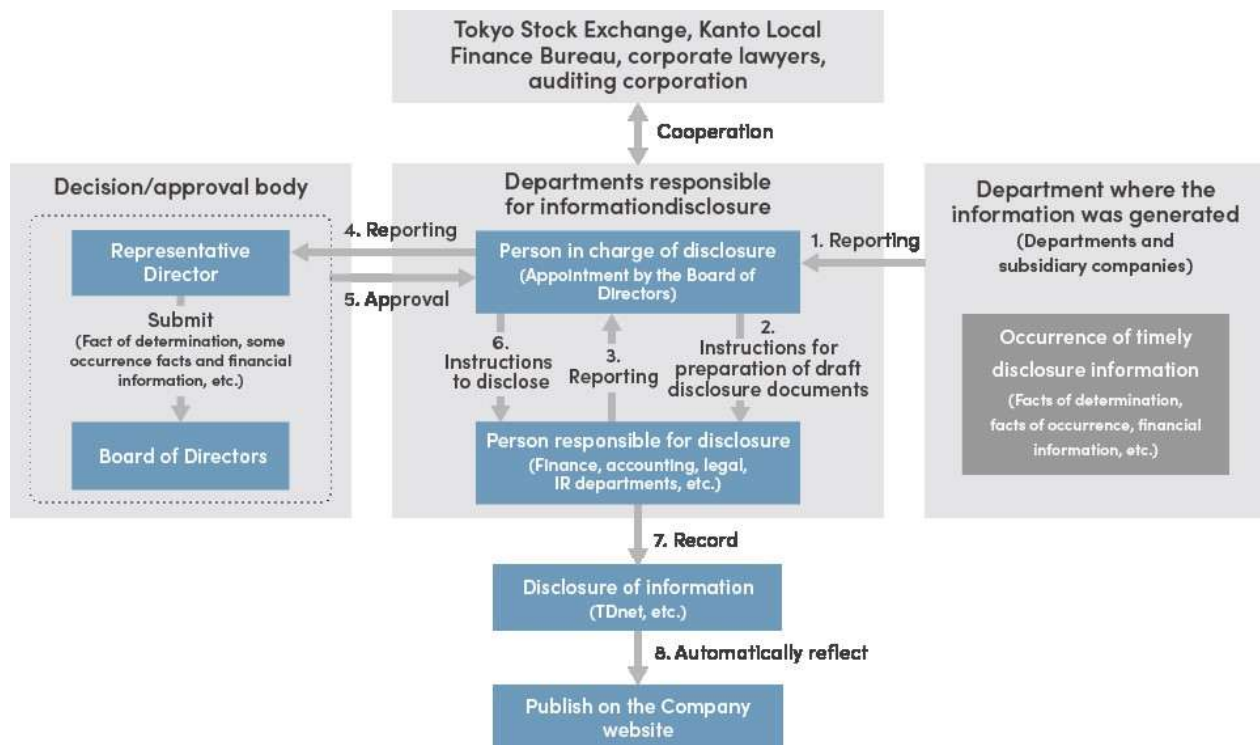 Tokyo Stock Exchange, Kanto Local
Finance Bureau, corporate lawyers,
auditing corporation
Cooperation
Decision/approval body
Representative
Director
Submit
(Fact of determination, some
occurrence facts and financial
information, etc.)
Board of Directors
4. Reporting
5. Approval
Departments responsible
for informationdisclosure
Person in charge of disclosure
(Appointment by the Board of
Directors)
6.
Instructions
to disclose
3.
Reporting
2.
Instructions for
preparation of draft
disclosure documents
Person responsible for disclosure
(Finance, accounting, legal,
IR departments, etc.)
1. Reporting
Department where the
information was generated
(Departments and
subsidiary companies)
Occurrence of timely
disclosure information
(Facts of determination,
facts of occurrence, financial
information, etc.)
7. Record
Disclosure of information
(TDnet, etc.)
8. Automatically reflect
Publish on the Company
website